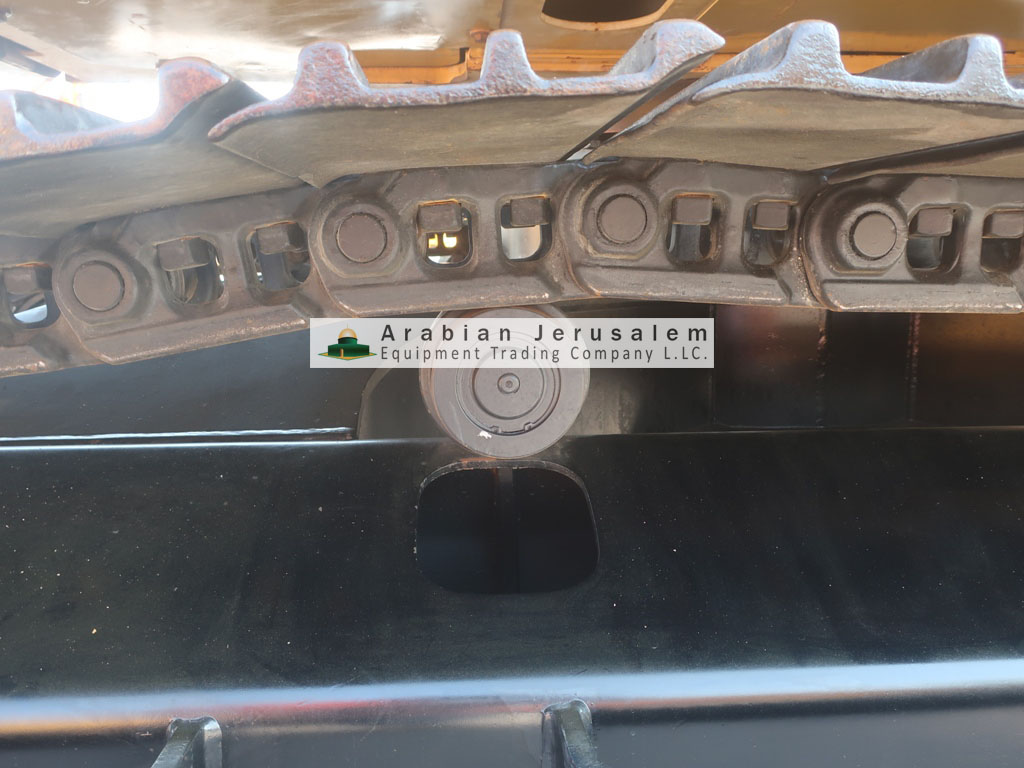 Arabian Jerusalem
Equipment Trading Company L.LC.